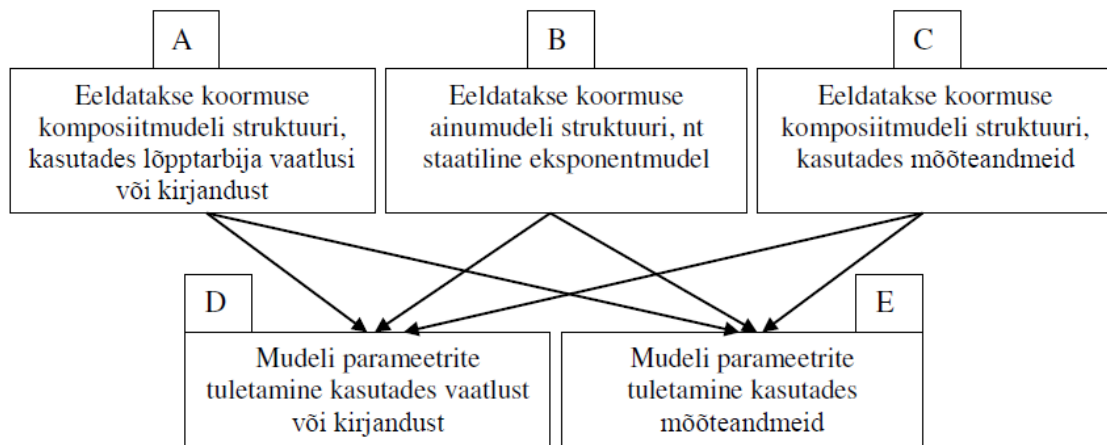 A
Eeldatakse koormuse
komposiitmudeli struktuuri,
kasutades lõpptarbija vaatlusi
või kirjandust
B
Eeldatakse koormuse
ainumudeli struktuuri, nt
staatiline eksponentmudel
C
Eeldatakse koormuse
komposiitmudeli struktuuri,
kasutades mõõteandmeid
D
Mudeli parameetrite
tuletamine kasutades vaatlust
või kirjandust
E
Mudeli parameetrite
tuletamine kasutades
mõõteandmeid